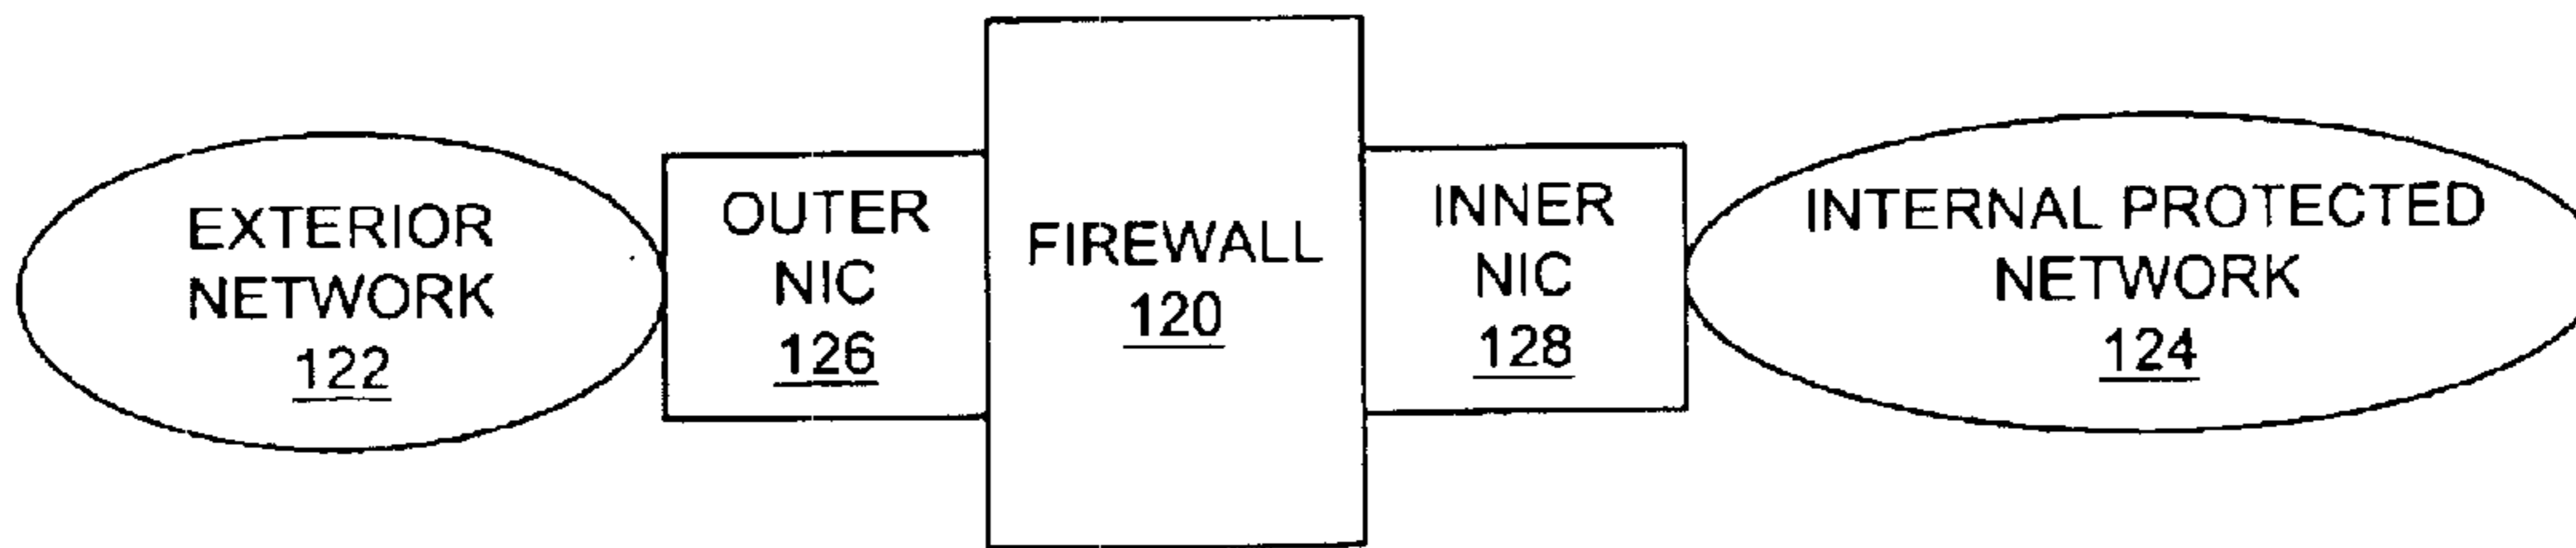 EXTERIOR
NETWORK
122
OUTER
NIC
126
FIREWALL
120
INNER
NIC
128
INTERNAL PROTECTED
NETWORK
124